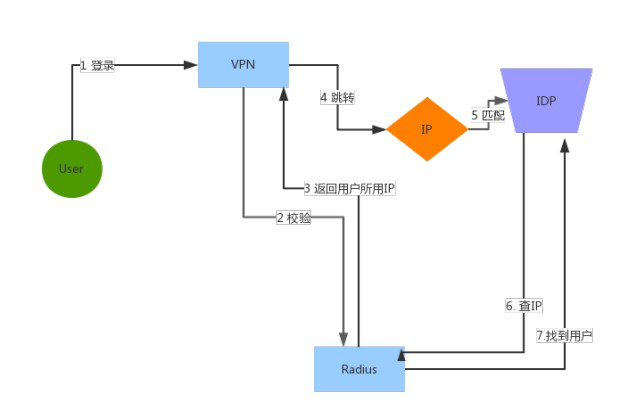 1 登录
VPN
4 跳转
IP
5 匹配
IDP
User
3 返回用户所用IP
2 校验
6. 查IP
7.找到用户
Radius